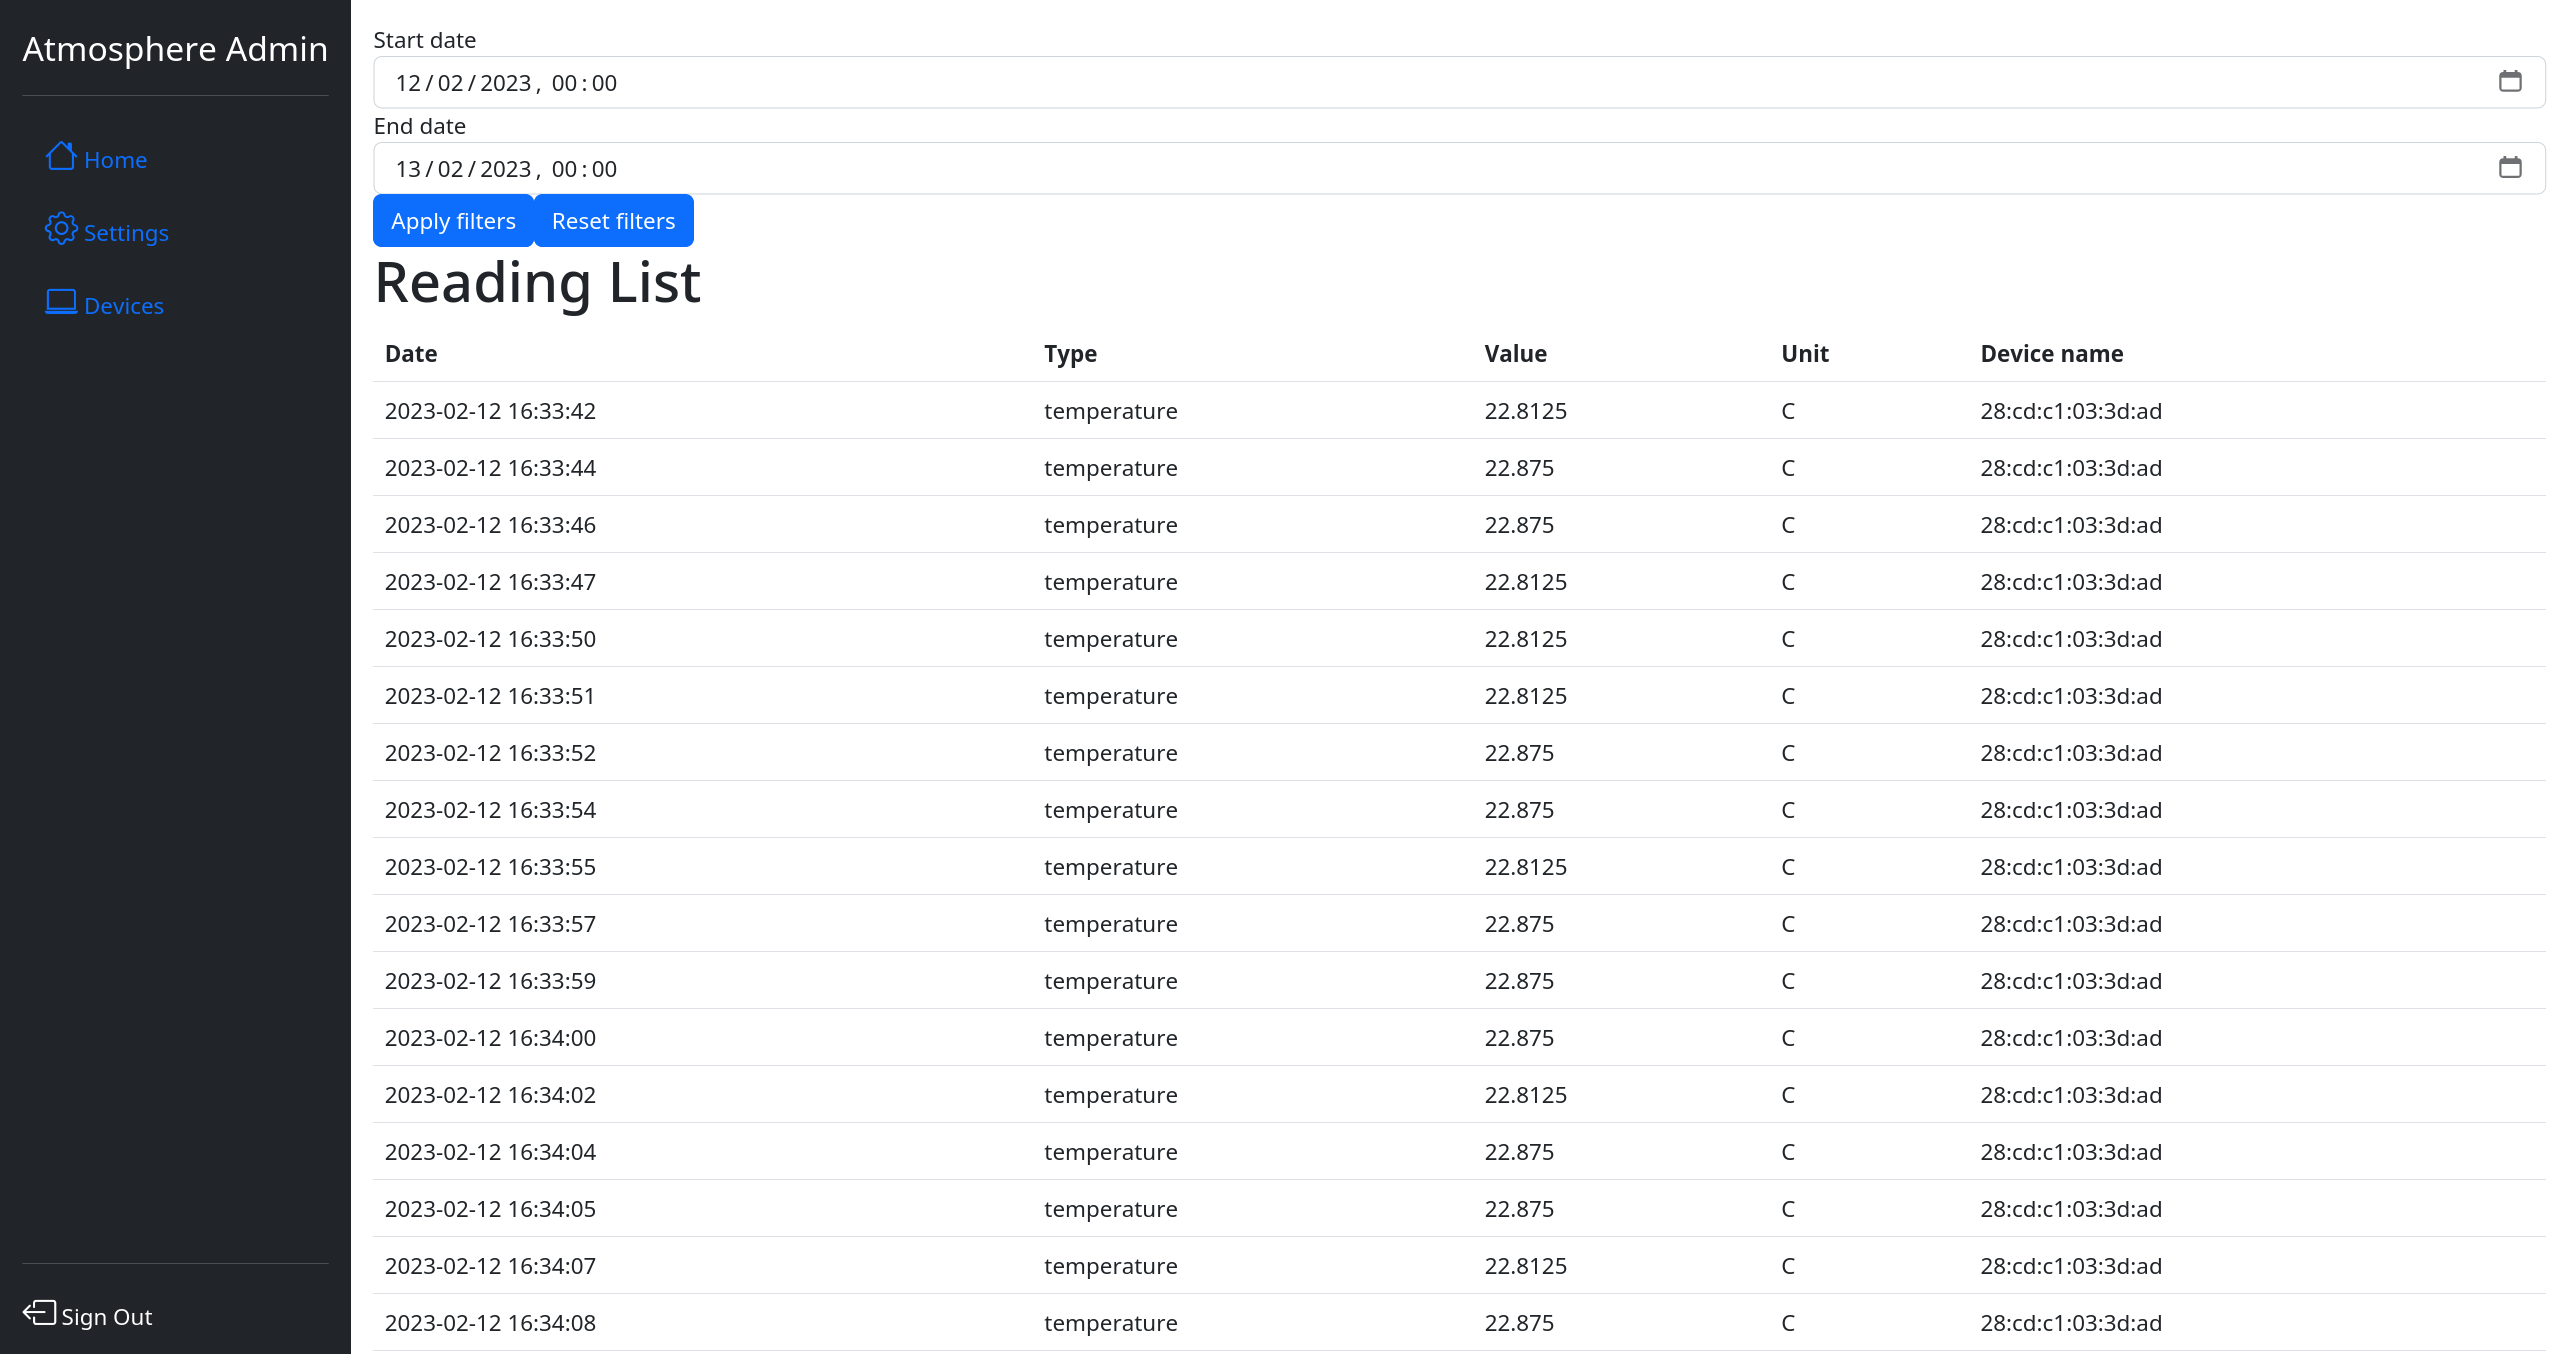 Atmosphere Admin
Home
Settings
Devices
Sign Out
Start date
12/02/2023, 00:00
End date
13/02/2023, 00:00
Apply filters Reset filters
Reading List
Date Type Value Unit Device name
2023-02-12 16:33:42 temperature 22.8125 C 28:cd:c1:03:3d:ad
2023-02-12 16:33:44 temperature 22.875 C 28:cd:c1:03:3d:ad
2023-02-12 16:33:46 temperature 22.875 C 28:cd:c1:03:3d:ad
2023-02-12 16:33:47 temperature 22.8125 C 28:cd:c1:03:3d:ad
2023-02-12 16:33:50 temperature 22.8125 C 28:cd:c1:03:3d:ad
2023-02-12 16:33:51 temperature 22.8125 C 28:cd:c1:03:3d:ad
2023-02-12 16:33:52 temperature 22.875 C 28:cd:c1:03:3d:ad
2023-02-12 16:33:54 temperature 22.875 C 28:cd:c1:03:3d:ad
2023-02-12 16:33:55 temperature 22.8125 C 28:cd:c1:03:3d:ad
2023-02-12 16:33:57 temperature 22.875 C 28:cd:c1:03:3d:ad
2023-02-12 16:33:59 temperature 22.875 C 28:cd:c1:03:3d:ad
2023-02-12 16:34:00 temperature 22.875 C 28:cd:c1:03:3d:ad
2023-02-12 16:34:02 temperature 22.8125 C 28:cd:c1:03:3d:ad
2023-02-12 16:34:04 temperature 22.875 C 28:cd:c1:03:3d:ad
2023-02-12 16:34:05 temperature 22.875 C 28:cd:c1:03:3d:ad
2023-02-12 16:34:07 temperature 22.8125 C 28:cd:c1:03:3d:ad
2023-02-12 16:34:08 temperature 22.875 C 28:cd:c1:03:3d:ad